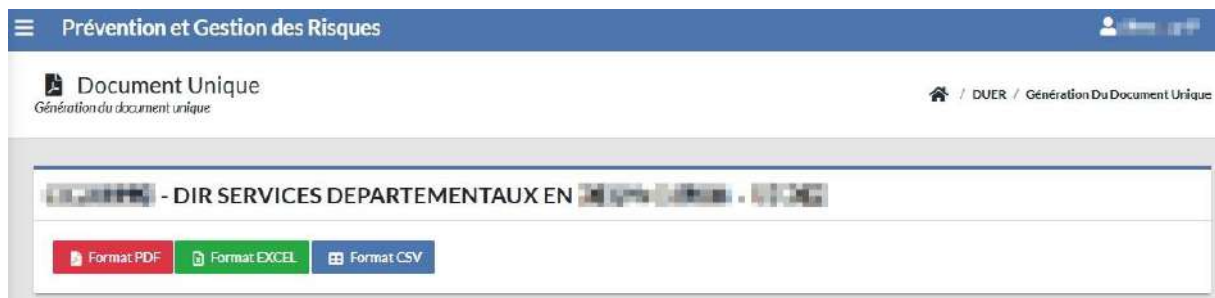 Prévention et Gestion des Risques
Document Unique
Génération du document unique
/ DUER / Génération Du Document Unique
- DIR SERVICES DEPARTEMENTAUX EN
Format PDF Format EXCEL Format CSV